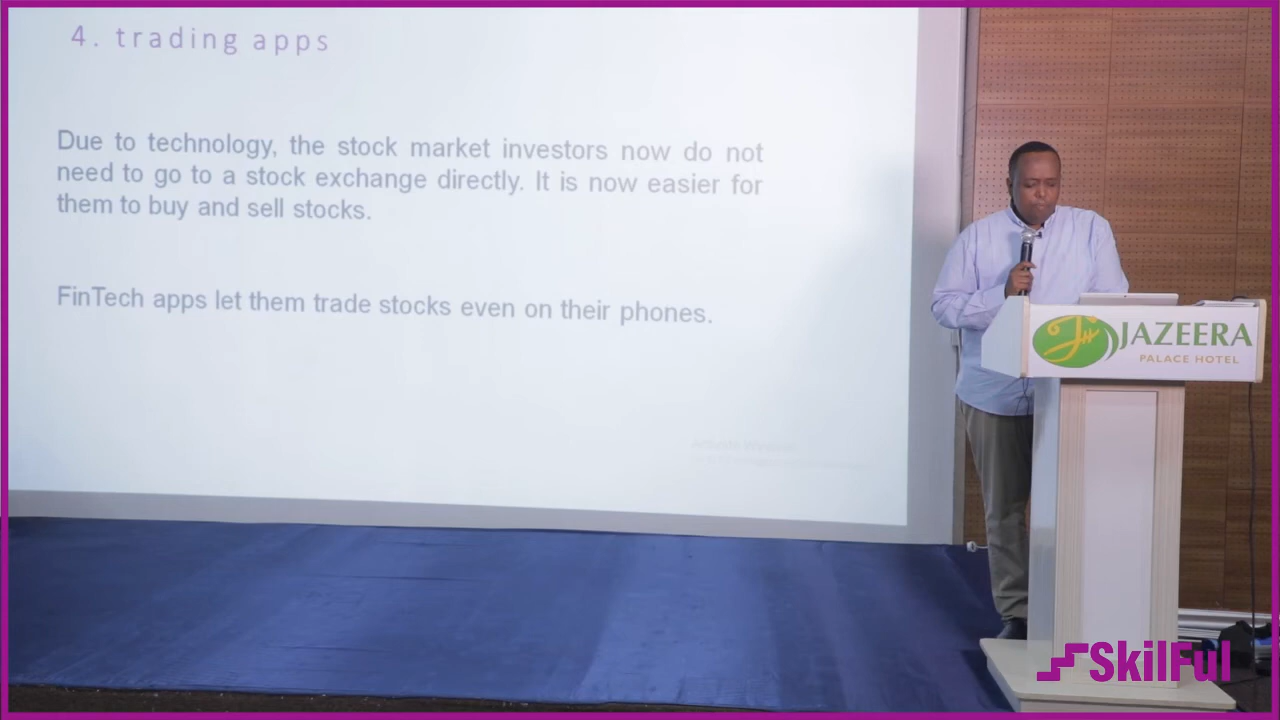 4. trading apps
Due to technology, the stock market investors now do not
need to go to a stock exchange directly. It is now easier for
them to buy and sell stocks.
FinTech apps let them trade stocks even on their phones.
JAZEERA
PALACE HOTEL
SkilFul